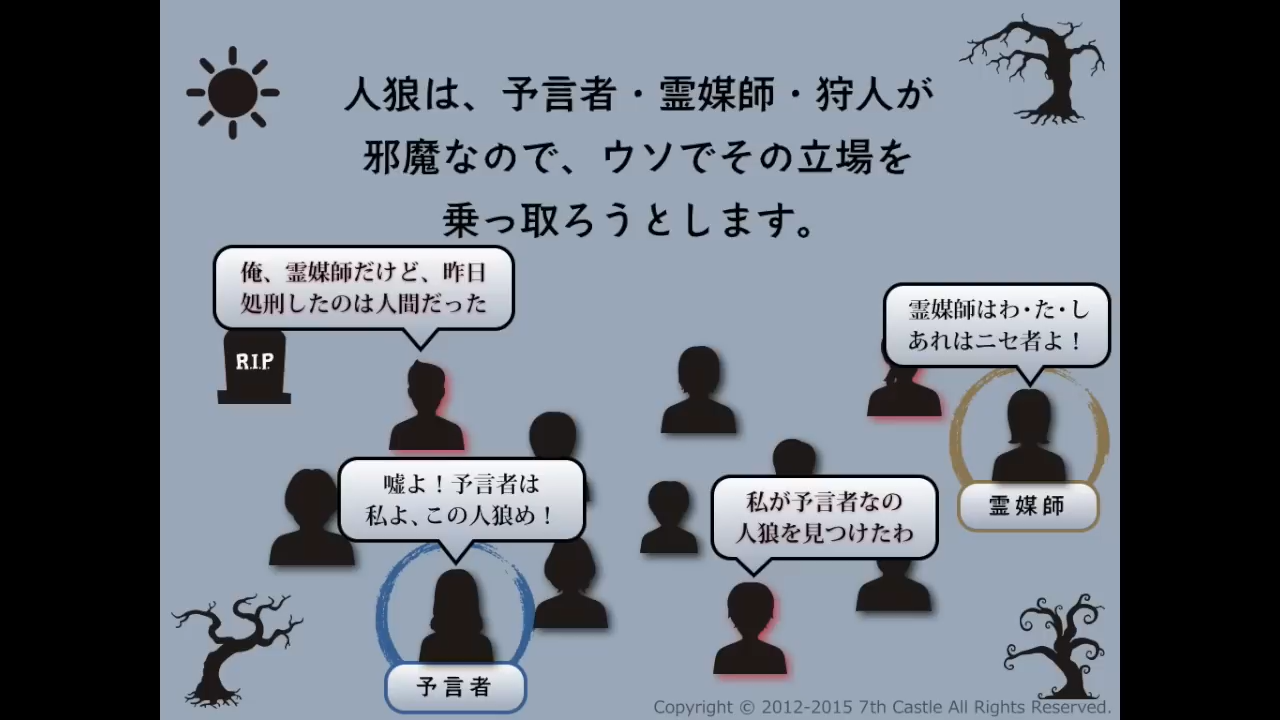 人狼は、予言者・霊媒師・狩人が
邪魔なので、ウソでその立場を
乗っ取ろうとします。
俺、霊媒師だけど、昨日
処刑したのは人間だった
霊媒師はわ・た・し
あれはニセ者よ！
R.I.P
嘘よ！予言者は
私よ、この人狼め！
私が予言者なの
人狼を見つけたわ
霊媒師
予言者
Copyright © 2012-2015 7th Castle All Rights Reserved.